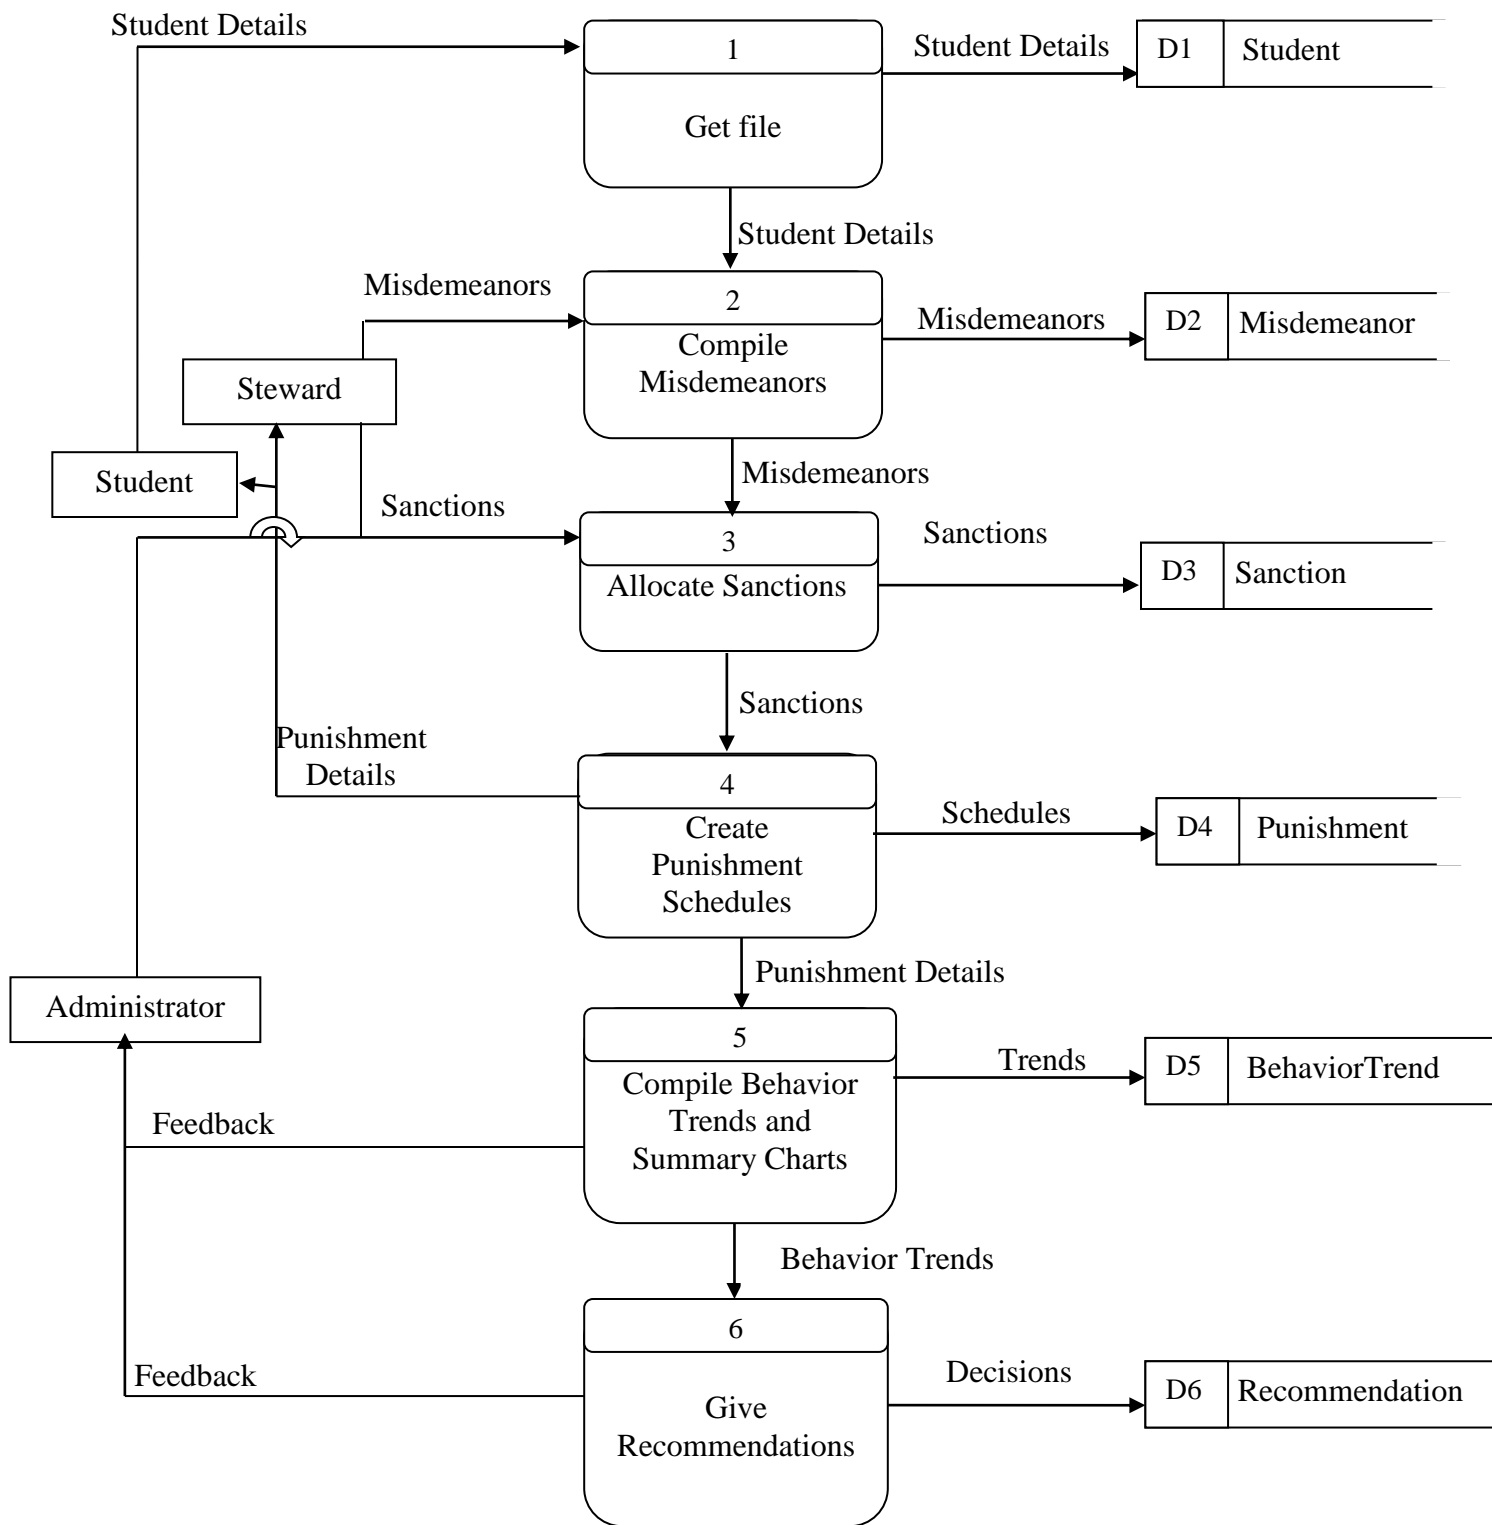 Student Details
1
Student Details
D1
Student
Get file
Student Details
Misdemeanors
2
Misdemeanors
D2
Misdemeanor
Compile
Misdemeanors
Steward
Student
Misdemeanors
Sanctions
3
Sanctions
D3
Sanction
Allocate Sanctions
Sanctions
Punishment
Details
4
Schedules
D4
Punishment
Create
Punishment
Schedules
Punishment Details
Administrator
5
Trends
D5
BehaviorTrend
Compile Behavior
Trends and
Summary Charts
Feedback
Behavior Trends
6
Feedback
Decisions
D6
Recommendation
Give
Recommendations